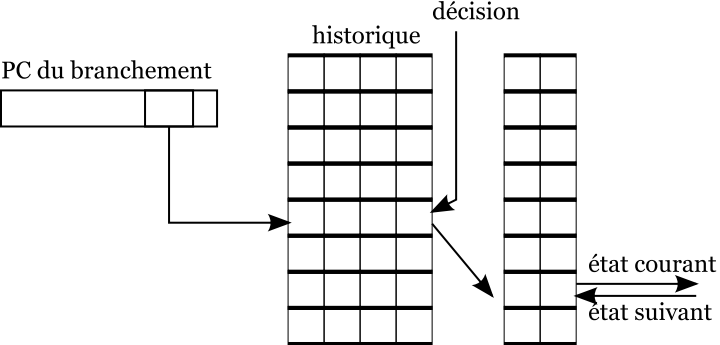 décision
historique
PC du branchement
état courant
état suivant